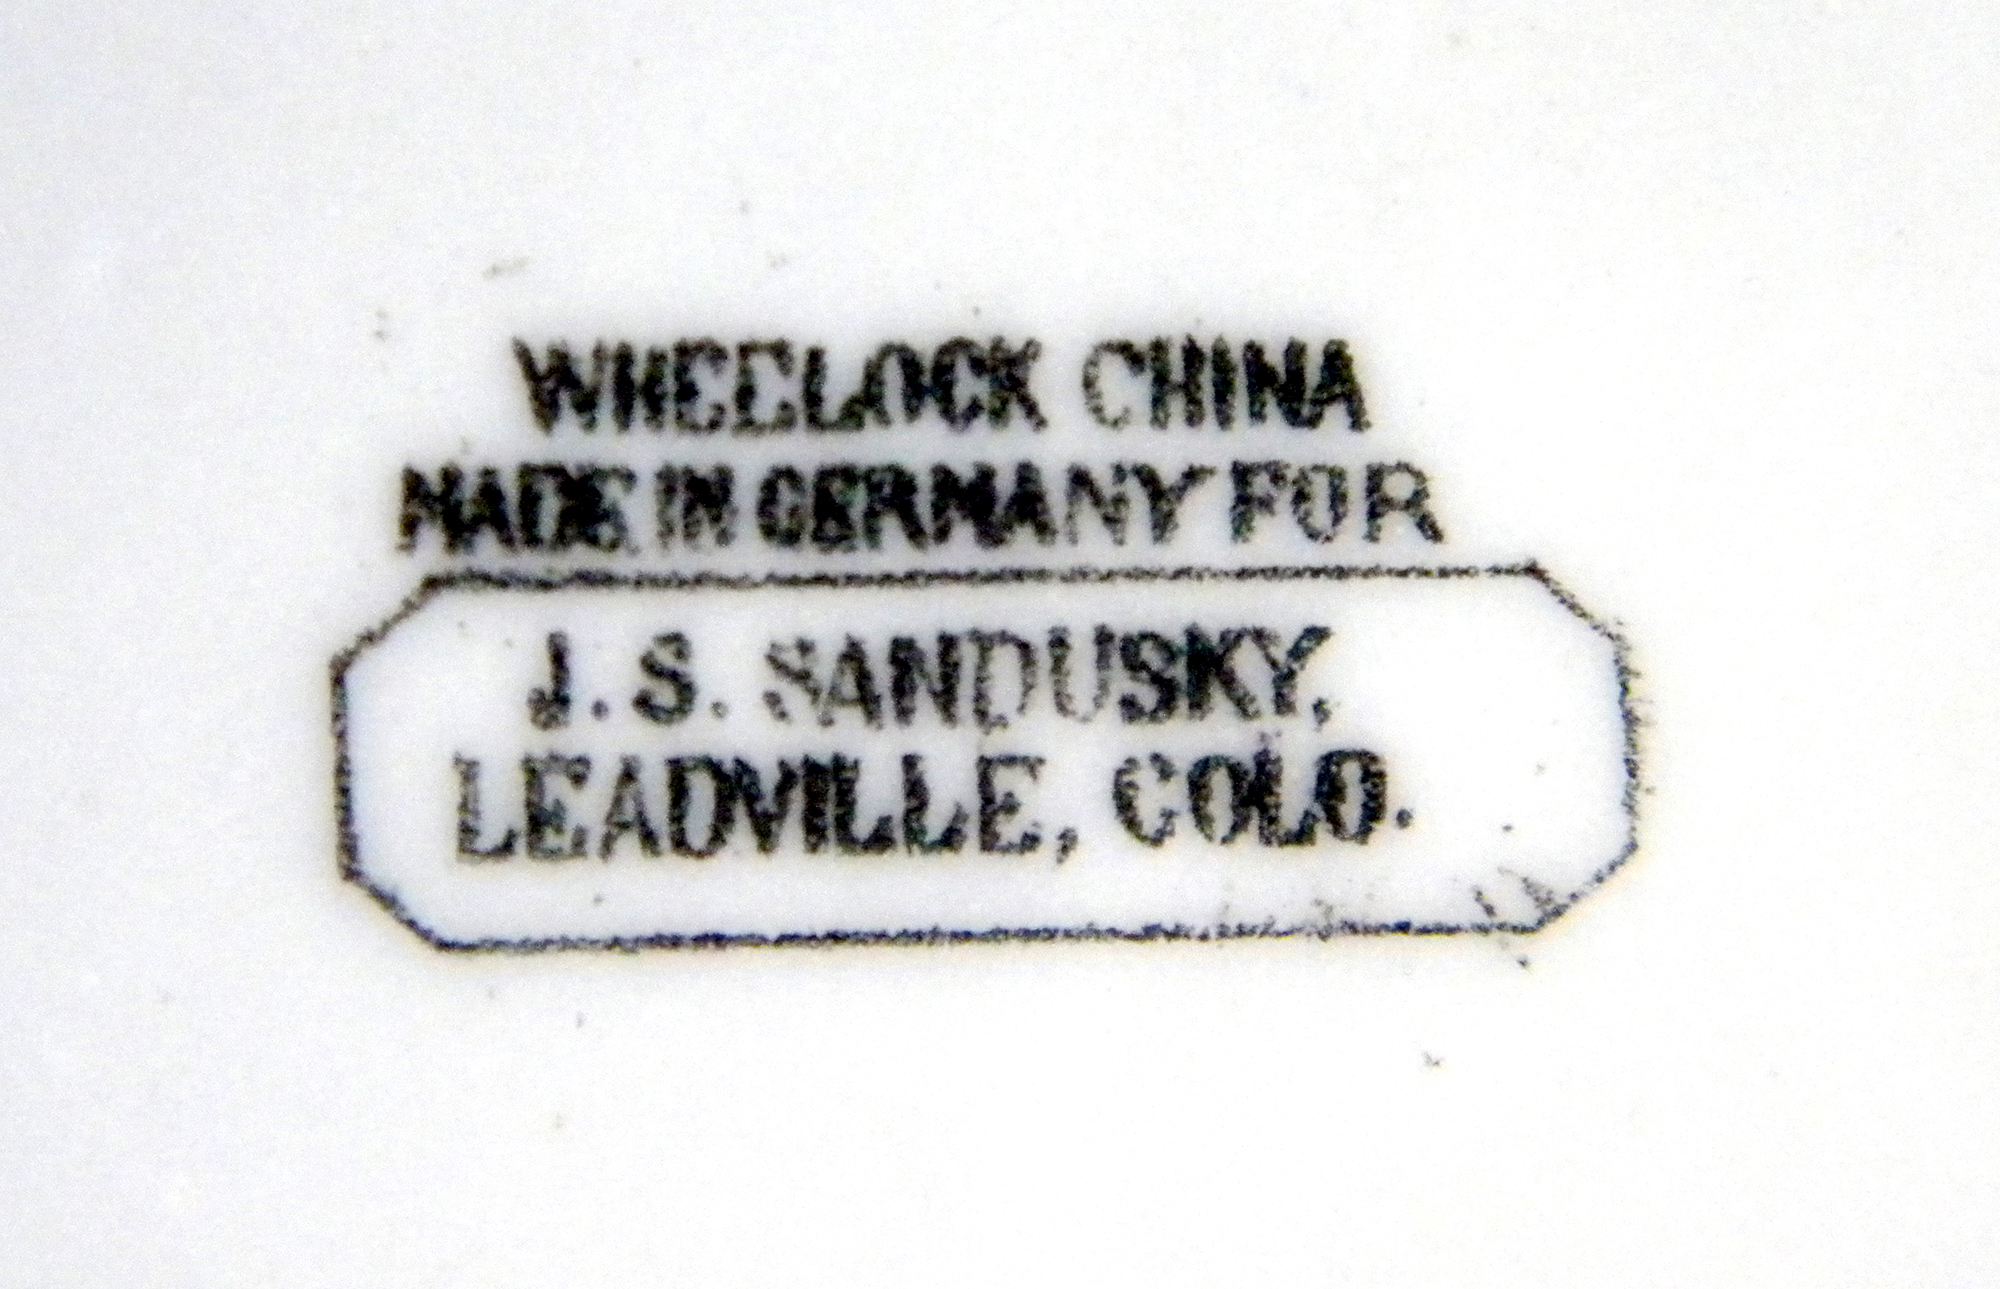 WHEELOCK CHINA
MADE IN GERMANY FOR
J. S. SANDUSKY,
LEADVILLE, COLO.